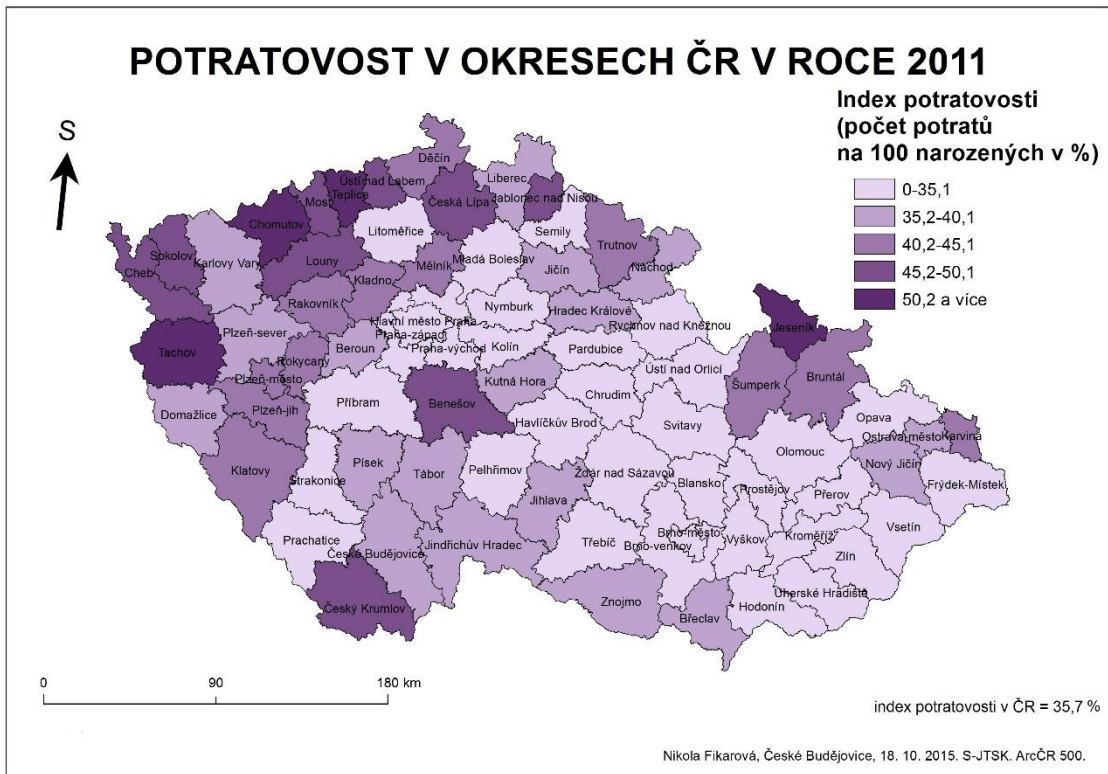 POTRATOVOST V OKRESECH ČR V ROCE 2011
Index potratovosti
(počet potratů
na 100 narozených v %)
0-35,1
35,2-40,1
40,2-45,1
45,2-50,1
50,2 a více
S
Děčín
Liberec
Ústí nad Labem
Teplice
Jablonec nad Nisou
Most
Česká Lípa
Chomutov
Litoměřice
Semily
Trutnov
Sokolov
Louny
Mladá Boleslav
Náchod
Cheb
Karlovy Vary
Mělník
Jičín
Kladno
Rakovník
Nymburk
Hradec Králové
Hlavní město Praha
Rychnov nad Kněžnou
Jeseník
Plzeň-sever
Praha-západ
Beroun
Praha-východ
Kolín
Pardubice
Tachov
Rokycany
Ústí nad Orlicí
Plzeň-město
Kutná Hora
Šumperk
Bruntál
Příbram
Benešov
Chrudim
Domažlice
Plzeň-jih
Havlíčkův Brod
Svitavy
Opava
Ostrava-město
Karviná
Klatovy
Písek
Tábor
Pelhřimov
Olomouc
Nový Jičín
Strakonice
Žďár nad Sázavou
Blansko
Frýdek-Místek
Prostějov
Přerov
Jihlava
Vsetín
Prachatice
Brno-město
Kroměříž
České Budějovice
Jindřichův Hradec
Třebíč
Brno-venkov
Vyškov
Zlín
Uherské Hradiště
Český Krumlov
Znojmo
Hodonín
Břeclav
0 90 180 km
index potratovosti v ČR = 35,7 %
Nikola Fikarová, České Budějovice, 18. 10. 2015. S-JTSK. ArcČR 500.